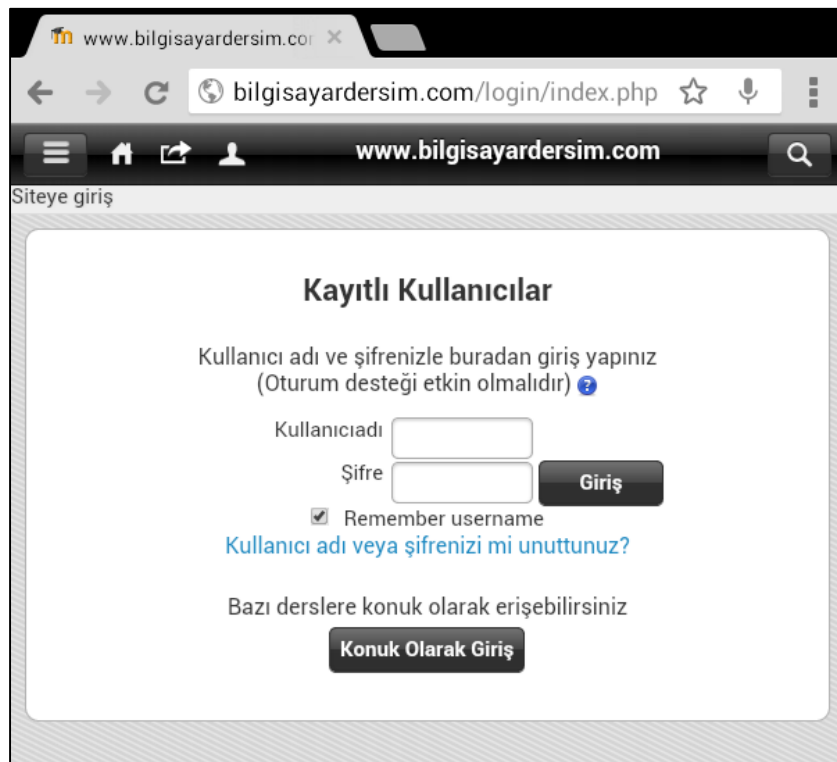 www.bilgisayardersim.cor
bilgisayardersim.com/login/index.php
www.bilgisayardersim.com
Siteye giriş
Kayıtlı Kullanıcılar
Kullanıcı adı ve şifrenizle buradan giriş yapınız
(Oturum desteği etkin olmalıdır) ?
Kullanıcıadı
Şifre
Giriş
Remember username
Kullanıcı adı veya şifrenizi mi unuttunuz?
Bazı derslere konuk olarak erişebilirsiniz
Konuk Olarak Giriş